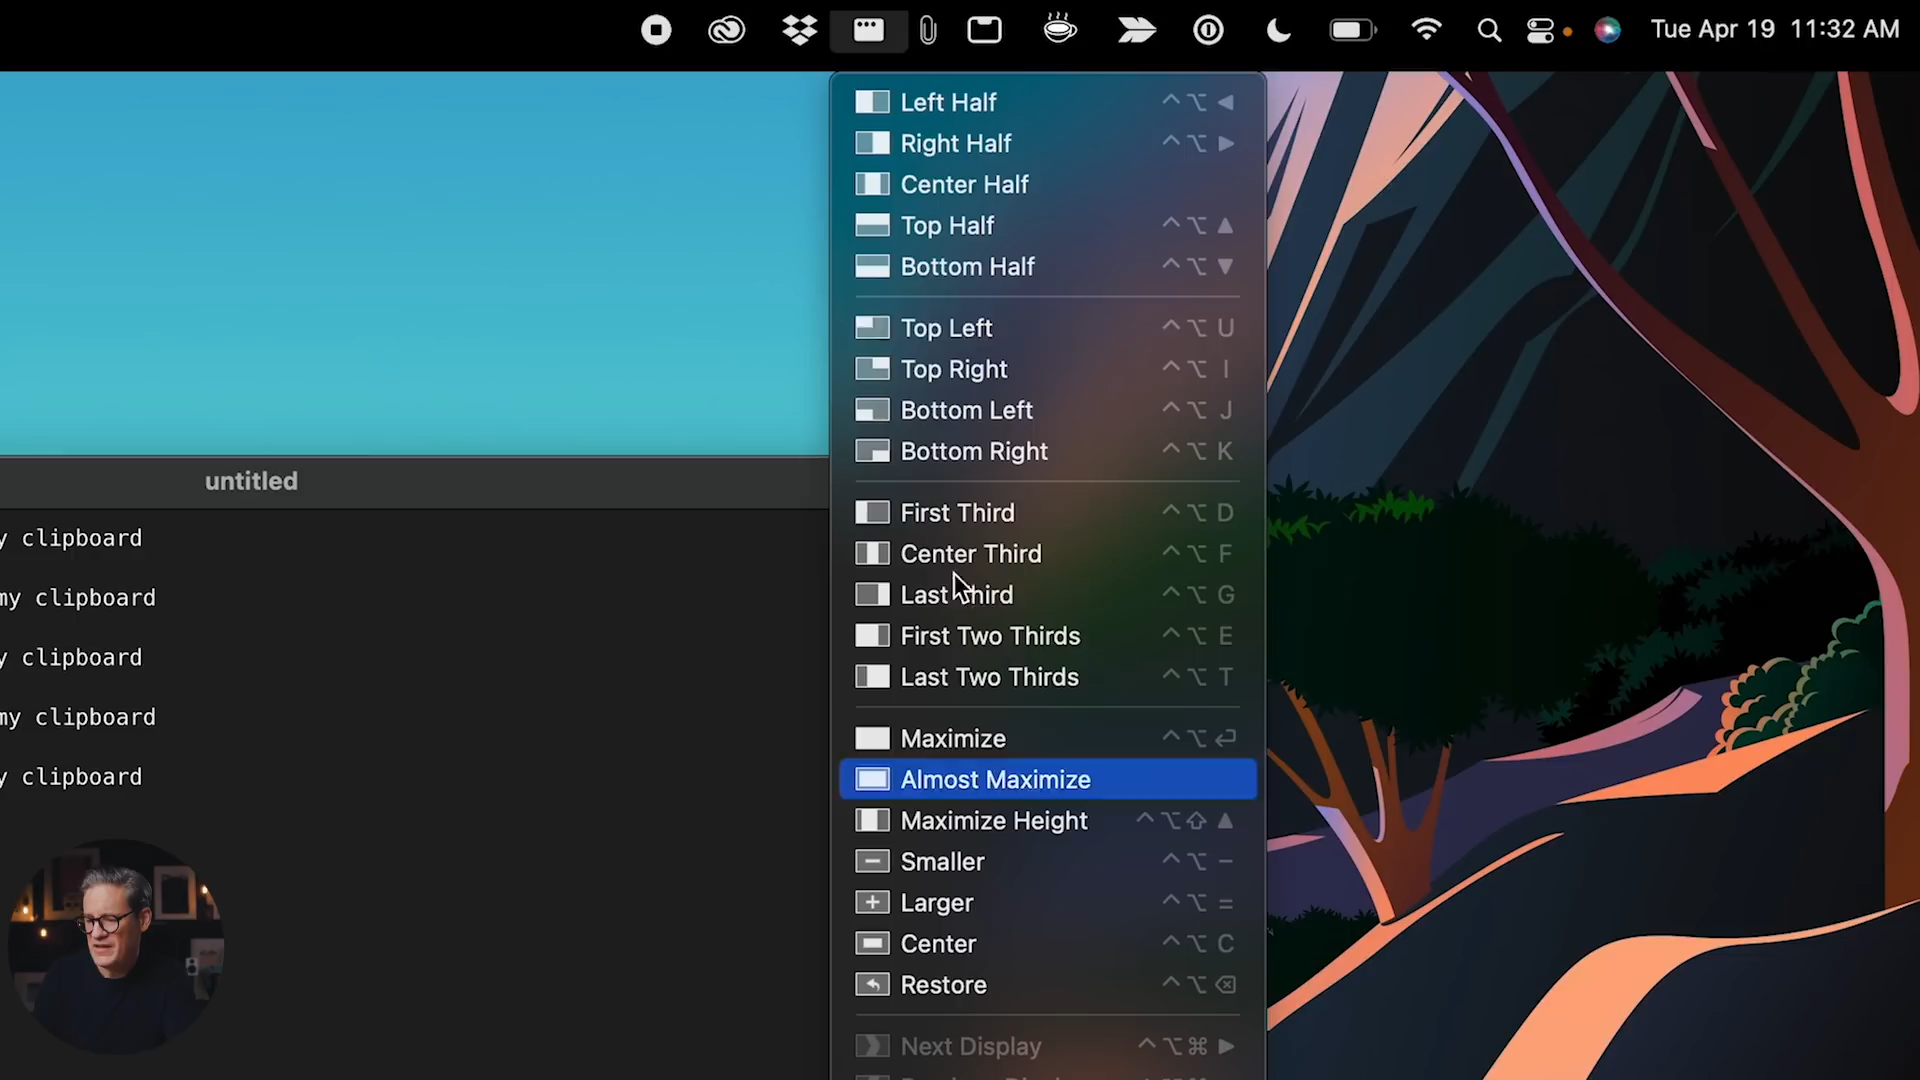 Tue Apr 19 11:32 AM
Left Half ^⌥◀
Right Half ^⌥▶
Center Half
Top Half ^⌥▲
Bottom Half ^⌥▼
Top Left ^⌥U
Top Right ^⌥I
Bottom Left ^⌥J
Bottom Right ^⌥K
untitled
y clipboard
my clipboard
y clipboard
my clipboard
y clipboard
First Third ^⌥D
Center Third ^⌥F
Last Third ^⌥G
First Two Thirds ^⌥E
Last Two Thirds ^⌥T
Maximize ^⌥↩
Almost Maximize
Maximize Height ^⌥⇧▲
Smaller ^⌥−
Larger ^⌥=
Center ^⌥C
Restore ^⌥⌫
Next Display ^⌥⌘▶